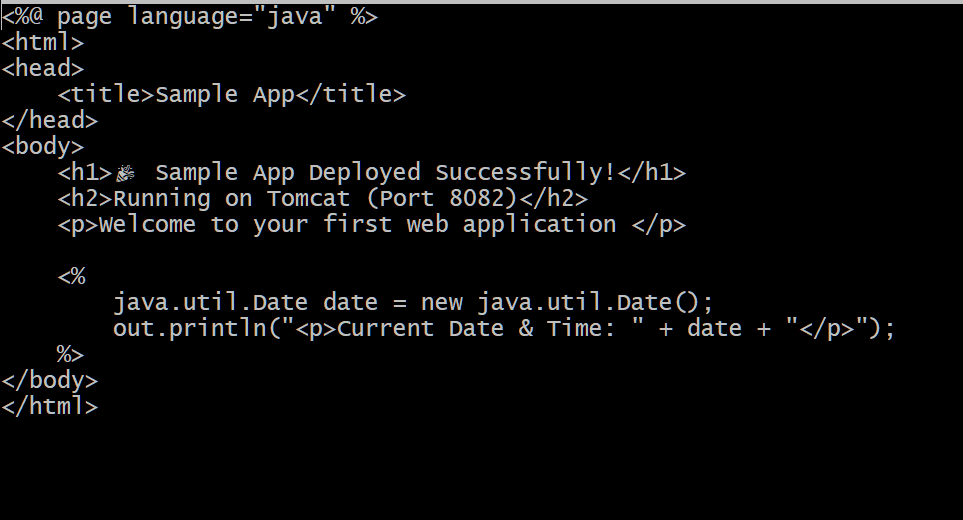 <%@ page language="java" %>
<html>
<head>
    <title>Sample App</title>
</head>
<body>
    <h1>🎉 Sample App Deployed Successfully!</h1>
    <h2>Running on Tomcat (Port 8082)</h2>
    <p>Welcome to your first web application </p>

    <%
        java.util.Date date = new java.util.Date();
        out.println("<p>Current Date & Time: " + date + "</p>");
    %>
</body>
</html>